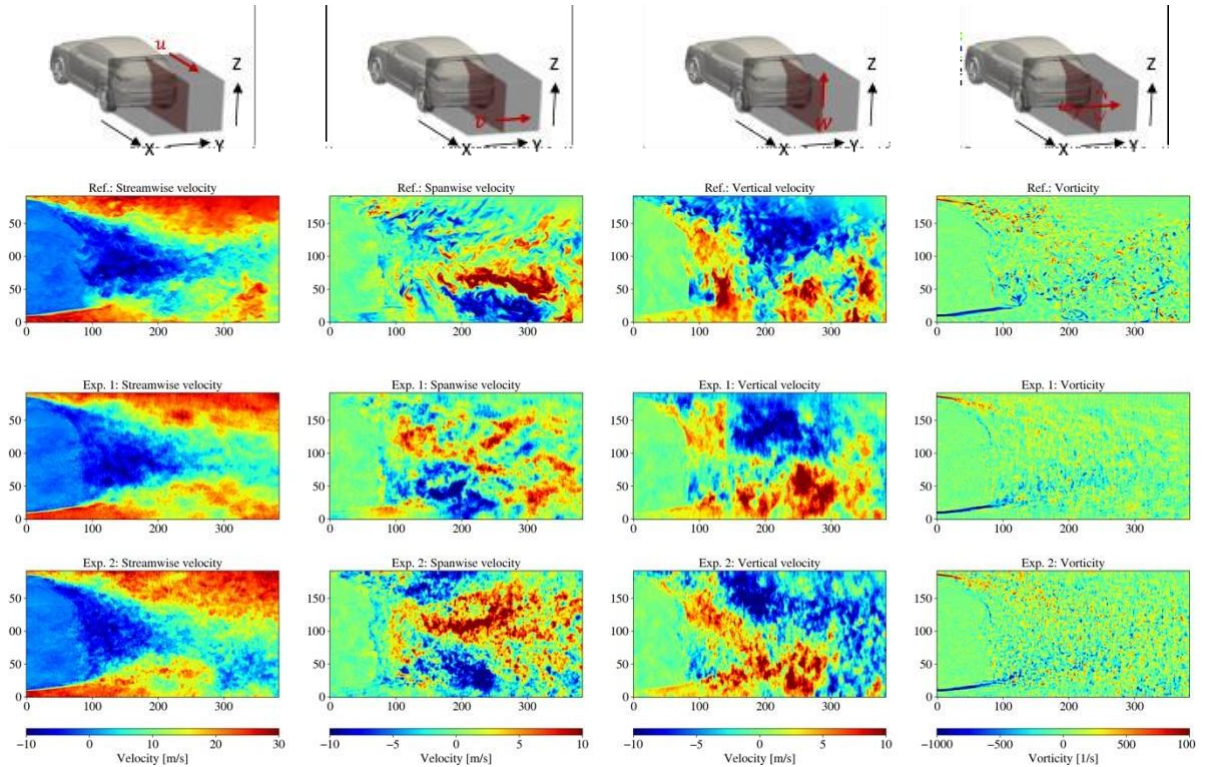 u Z
X Y
υ Z
X Y
W Z
X Y
Z
X Y
Ref.: Streamwise velocity Ref.: Spanwise velocity Ref.: Vertical velocity Ref.: Vorticity
50 150 150 150
00 100 100 100
50 50 50 50
0 0 0 0
0 100 200 300 0 100 200 300 0 100 200 300 0 100 200 300
Exp. 1: Streamwise velocity Exp. 1: Spanwise velocity Exp. 1: Vertical velocity Exp. 1: Vorticity
50 150 150 150
00 100 100 100
50 50 50 50
0 0 0 0
0 100 200 300 0 100 200 300 0 100 200 300 0 100 200 300
Exp. 2: Streamwise velocity Exp. 2: Spanwise velocity Exp. 2: Vertical velocity Exp. 2: Vorticity
50 150 150 150
00 100 100 100
50 50 50 50
0 0 0 0
0 100 200 300 0 100 200 300 0 100 200 300 0 100 200 300
−10 0 10 20 30 −10 −5 0 5 10 −10 −5 0 5 10 −1000 −500 0 500 100
Velocity [m/s] Velocity [m/s] Velocity [m/s] Vorticity [1/s]